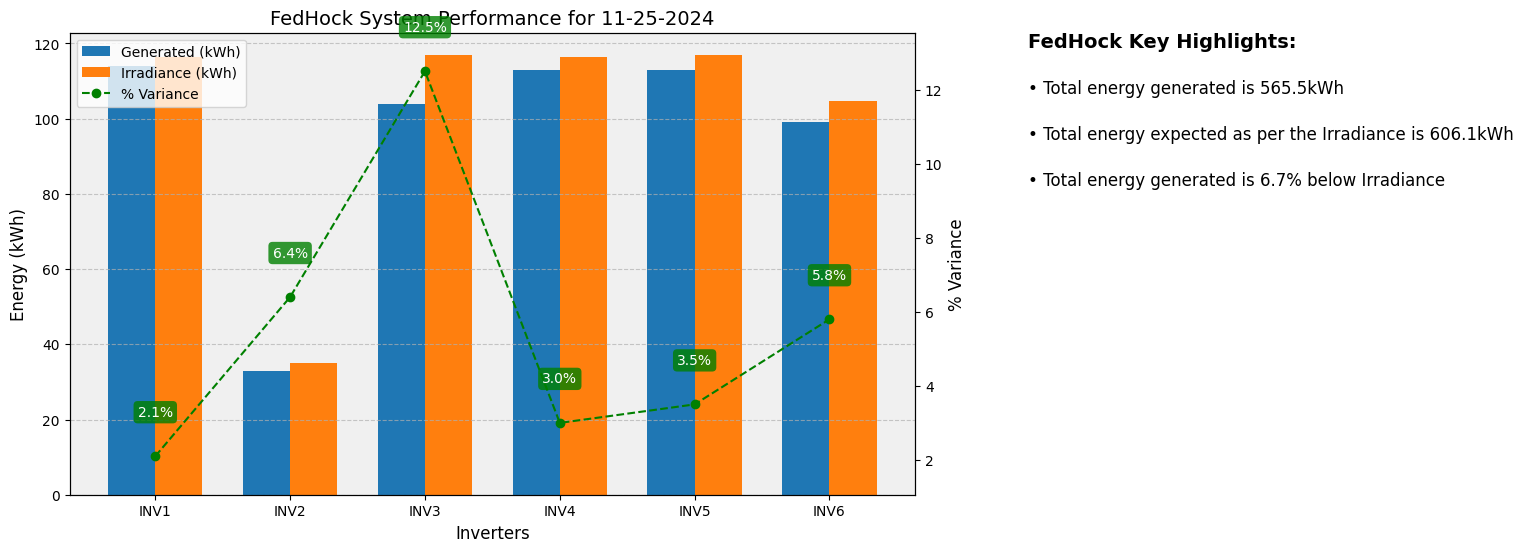 FedHock System Performance for 11-25-2024
Generated (kWh)
Irradiance (kWh)
% Variance
Energy (kWh)
120
100
80
60
40
20
0
2.1%
6.4%
12.5%
3.0%
3.5%
5.8%
INV1 INV2 INV3 INV4 INV5 INV6
Inverters
12
10
8
6
4
2
% Variance
FedHock Key Highlights:
• Total energy generated is 565.5kWh
• Total energy expected as per the Irradiance is 606.1kWh
• Total energy generated is 6.7% below Irradiance